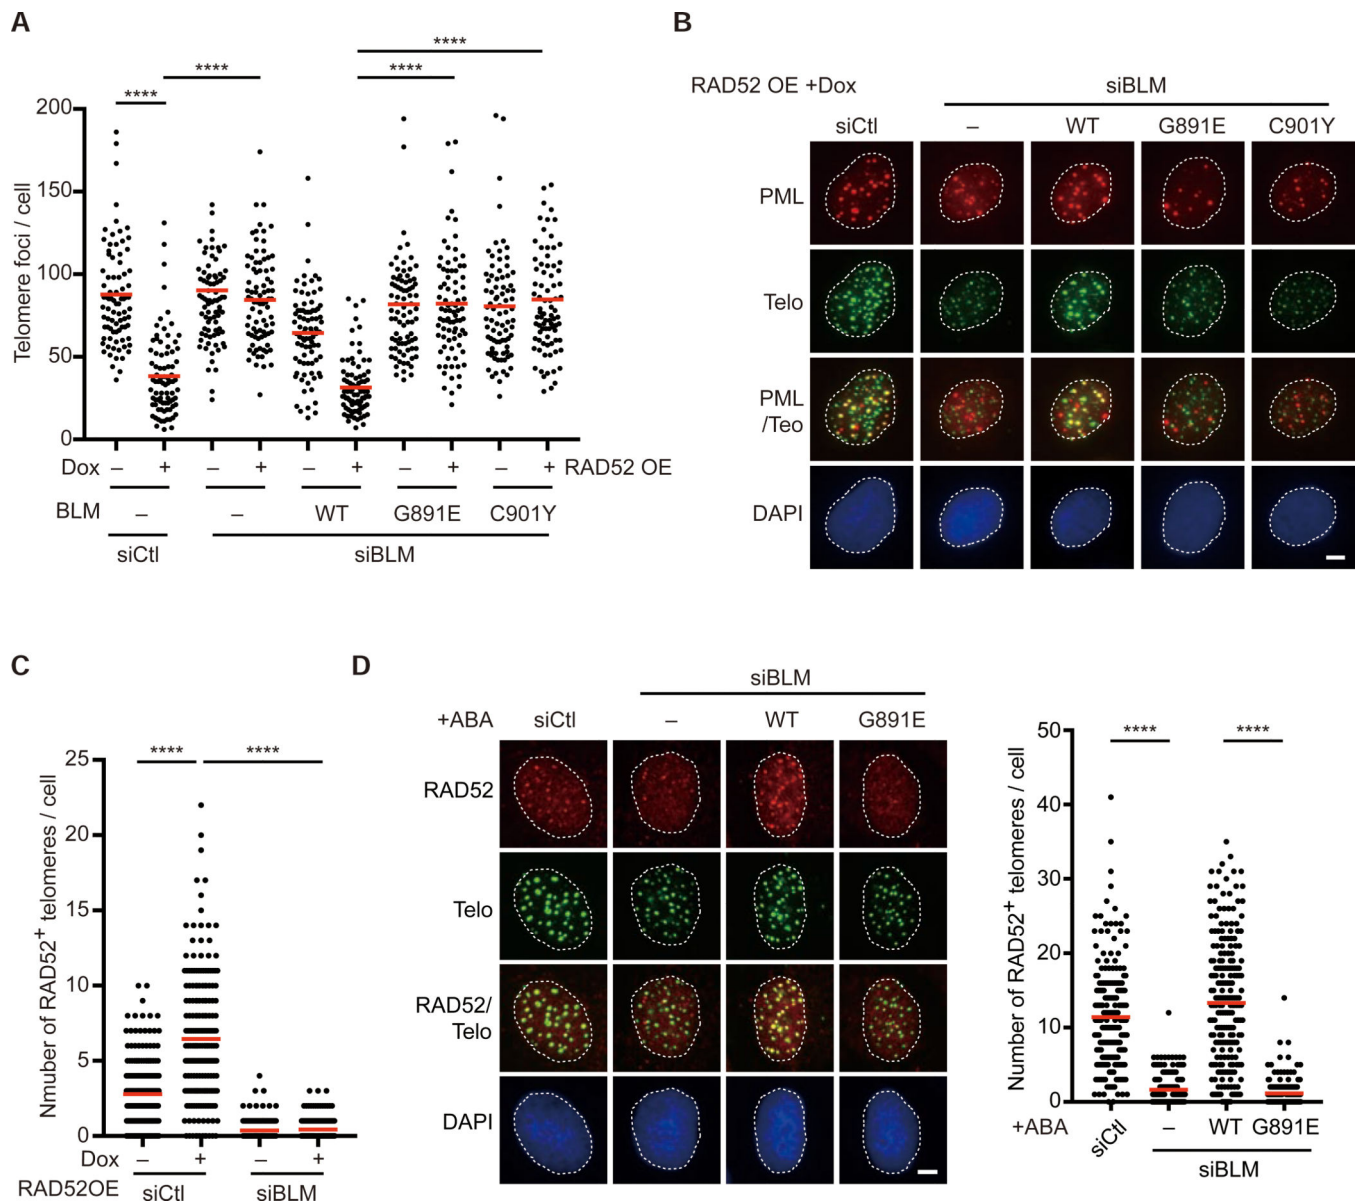 A
****
****
****
****
200
150
100
50
0
Telomere foci / cell
Dox – + – + – + – + – + RAD52 OE
BLM – – WT G891E C901Y
siCtl siBLM
B
RAD52 OE +Dox siBLM
siCtl – WT G891E C901Y
PML
Telo
PML
/Teo
DAPI
C
****
****
25
20
15
10
5
0
Nmuber of RAD52+ telomeres / cell
Dox – + – +
RAD52OE siCtl siBLM
D
siBLM
+ABA siCtl – WT G891E
RAD52
Telo
RAD52/
Telo
DAPI
****
****
50
40
30
20
10
0
Number of RAD52+ telomeres / cell
+ABA siCtl – WT G891E
siBLM